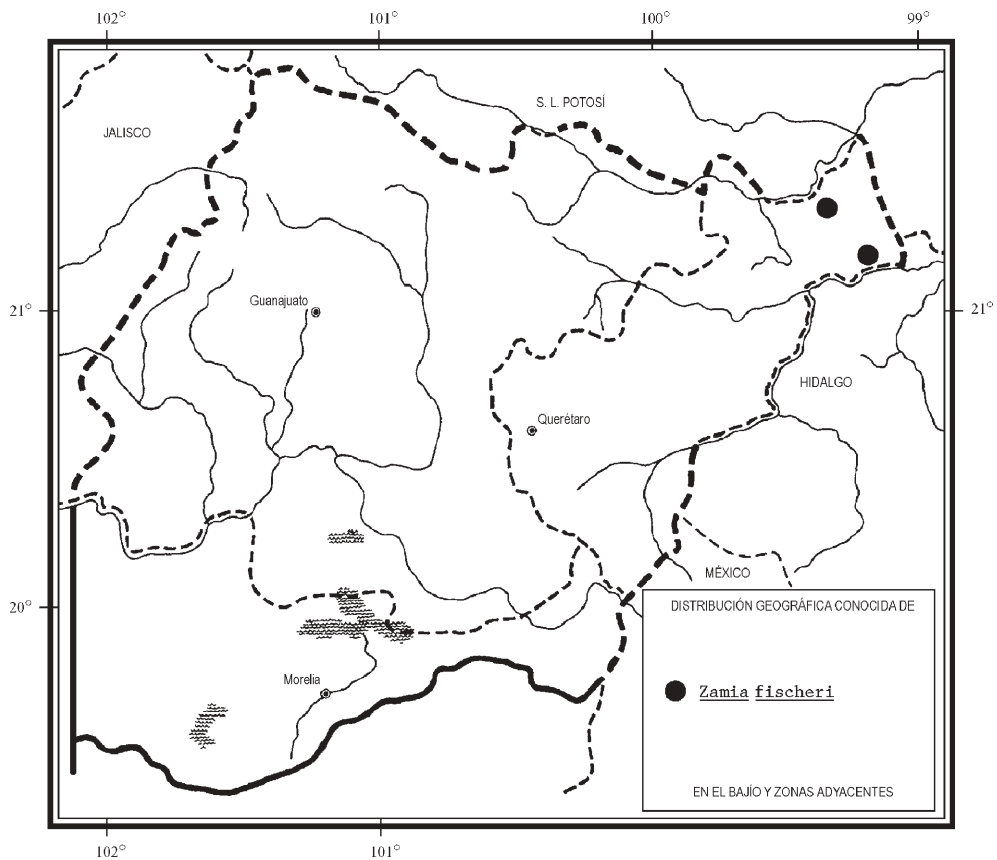 102° 101° 100° 99°
S. L. POTOSÍ
JALISCO
Guanajuato
21° 21°
HIDALGO
Querétaro
MÉXICO
20°
DISTRIBUCIÓN GEOGRÁFICA CONOCIDA DE
Morelia
Zamia fischeri
EN EL BAJÍO Y ZONAS ADYACENTES
102° 101°